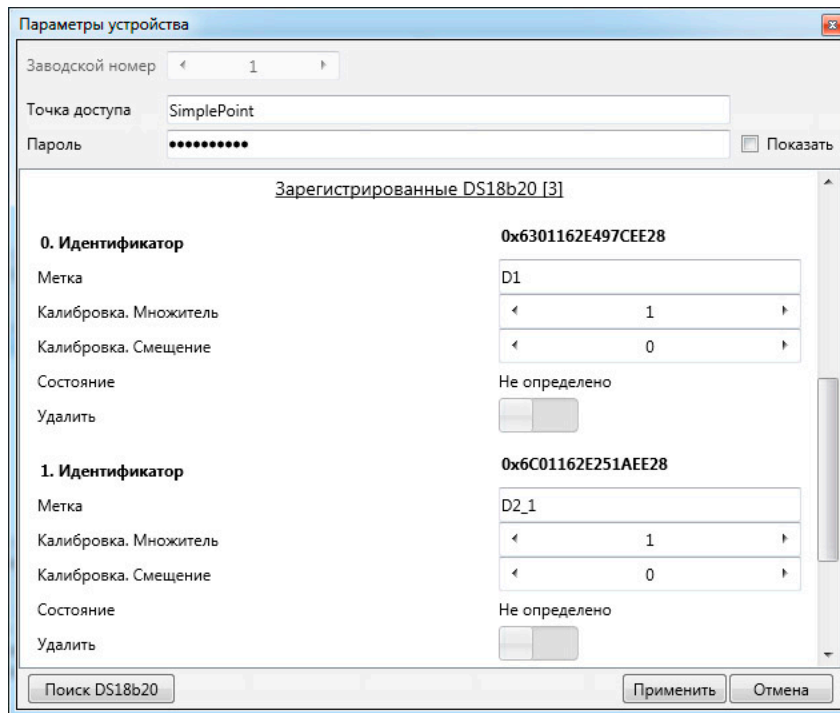 Параметры устройства
Заводской номер 1
Точка доступа SimplePoint
Пароль ●●●●●●●●●● Показать
Зарегистрированные DS18b20 [3]
0. Идентификатор 0x6301162E497CEE28
Метка D1
Калибровка. Множитель 1
Калибровка. Смещение 0
Состояние Не определено
Удалить
1. Идентификатор 0x6C01162E251AEE28
Метка D2_1
Калибровка. Множитель 1
Калибровка. Смещение 0
Состояние Не определено
Удалить
Поиск DS18b20 Применить Отмена